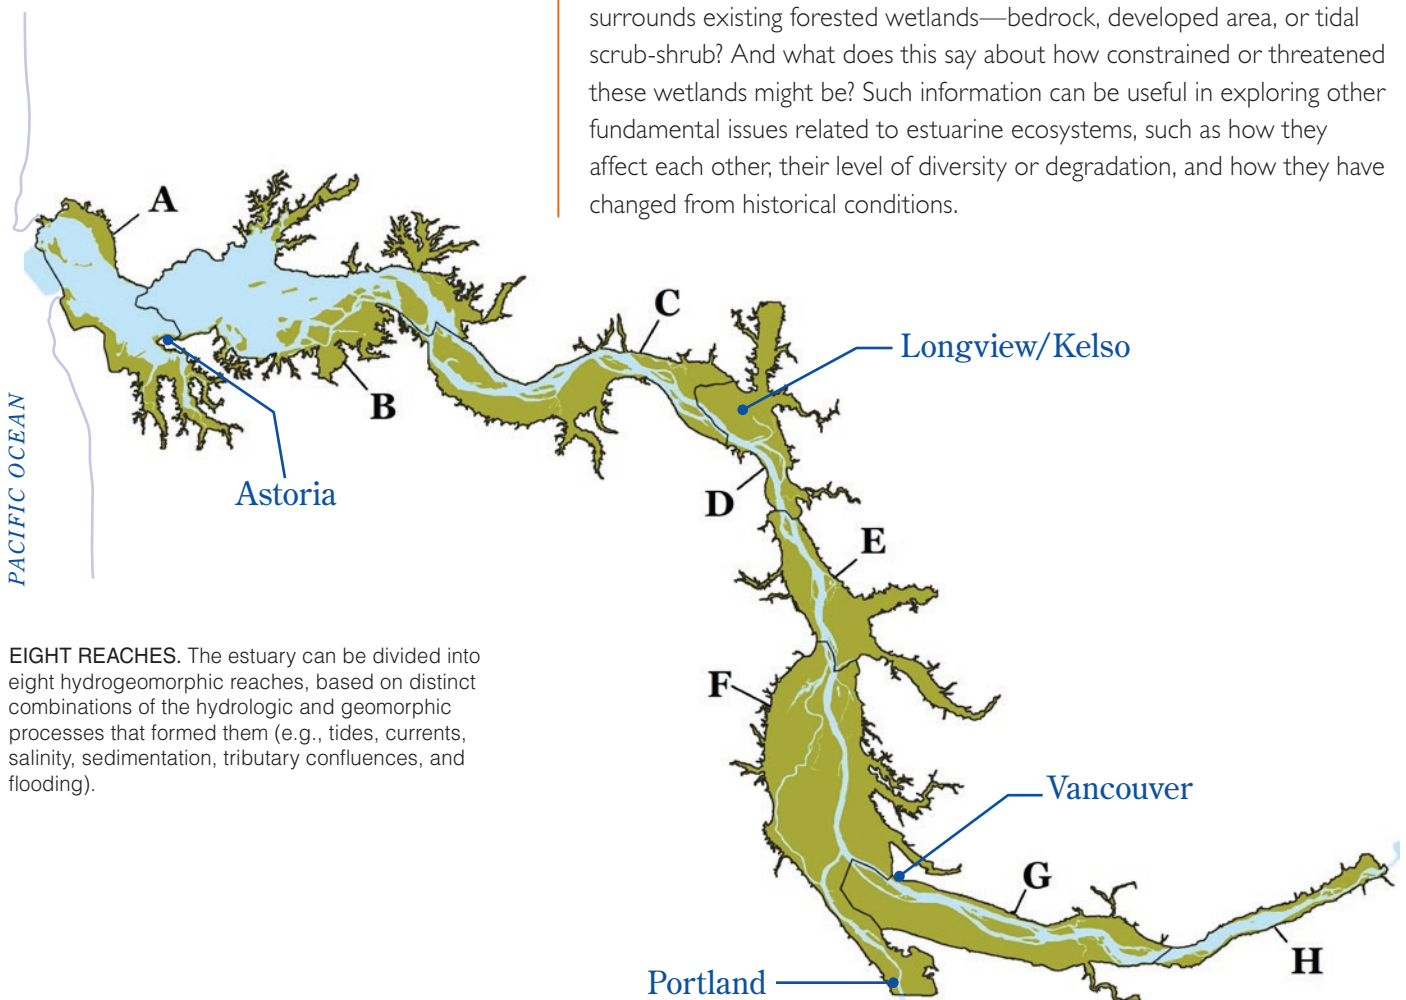 surrounds existing forested wetlands—bedrock, developed area, or tidal
scrub-shrub? And what does this say about how constrained or threatened
these wetlands might be? Such information can be useful in exploring other
fundamental issues related to estuarine ecosystems, such as how they
affect each other, their level of diversity or degradation, and how they have
changed from historical conditions.
A
C
Longview/Kelso
B
PACIFIC OCEAN
Astoria
D
E
EIGHT REACHES. The estuary can be divided into
eight hydrogeomorphic reaches, based on distinct
combinations of the hydrologic and geomorphic
processes that formed them (e.g., tides, currents,
salinity, sedimentation, tributary confluences, and
flooding).
F
Vancouver
G
H
Portland